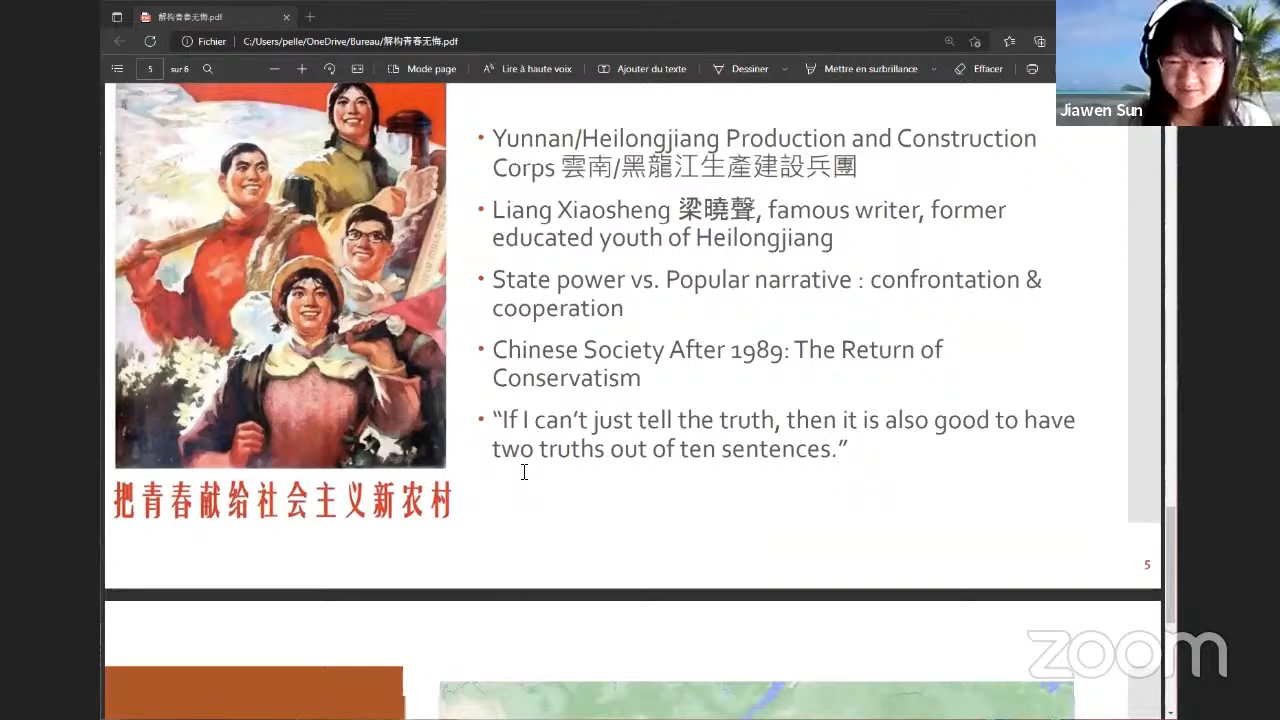 解构青春无悔.pdf
Fichier C:/Users/pelle/OneDrive/Bureau/解构青春无悔.pdf
5 sur 6 Mode page Lire à haute voix Ajouter du texte Dessiner Mettre en surbrillance Effacer
Jiawen Sun
• Yunnan/Heilongjiang Production and Construction
Corps 雲南/黑龍江生產建設兵團
• Liang Xiaosheng 梁曉聲, famous writer, former
educated youth of Heilongjiang
• State power vs. Popular narrative : confrontation &
cooperation
• Chinese Society After 1989: The Return of
Conservatism
• “If I can’t just tell the truth, then it is also good to have
two truths out of ten sentences.”
把青春献给社会主义新农村
5
zoom